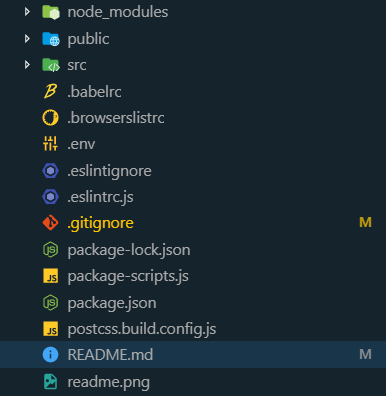 node_modules
public
src
.babelrc
.browserslistrc
.env
.eslintignore
.eslintrc.js
.gitignore M
package-lock.json
package-scripts.js
package.json
postcss.build.config.js
README.md M
readme.png